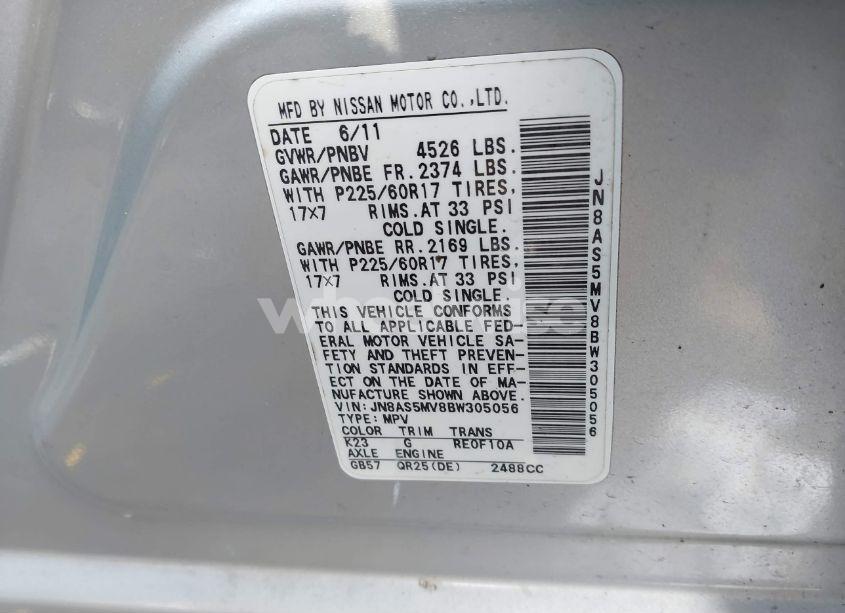 MFD BY NISSAN MOTOR CO.,LTD.
DATE 6/11
GVWR/PNBV 4526 LBS.
GAWR/PNBE FR.2374 LBS.
WITH P225/60R17 TIRES,
17x7 RIMS.AT 33 PSI
COLD SINGLE.
GAWR/PNBE RR.2169 LBS.
WITH P225/60R17 TIRES,
17x7 RIMS.AT 33 PSI
COLD SINGLE.
THIS VEHICLE CONFORMS
TO ALL APPLICABLE FED-
ERAL MOTOR VEHICLE SA-
FETY AND THEFT PREVEN-
TION STANDARDS IN EFF-
ECT ON THE DATE OF MA-
NUFACTURE SHOWN ABOVE.
VIN: JN8AS5MV8BW305056
TYPE: MPV
COLOR TRIM TRANS
K23 G RE0F10A
AXLE ENGINE
GB57 QR25(DE) 2488CC
JN8AS5MV8BW305056